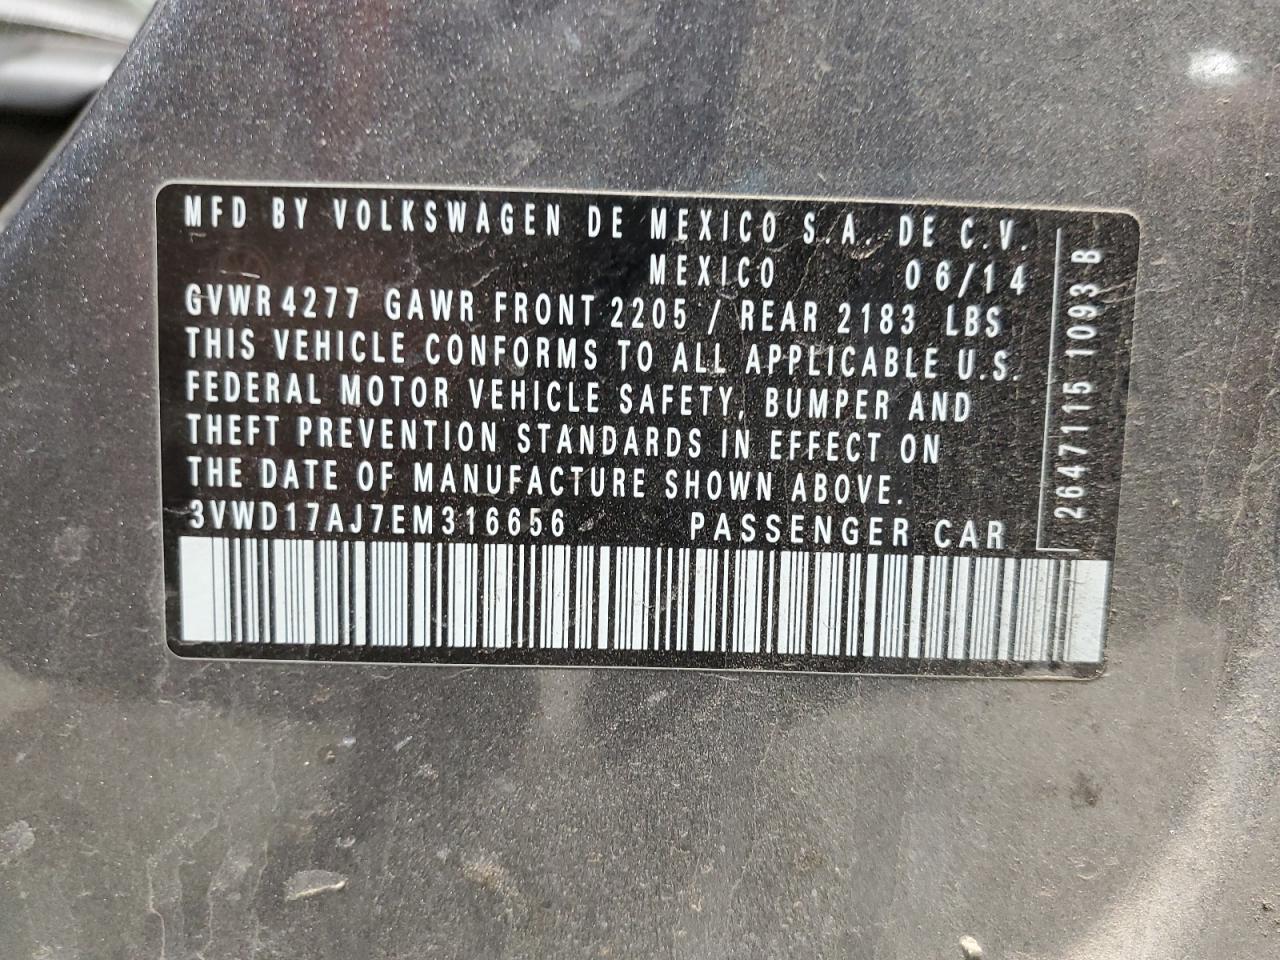 MFD BY VOLKSWAGEN DE MEXICO S.A. DE C.V.
MEXICO 06/14
GVWR 4277 GAWR FRONT 2205 / REAR 2183 LBS
THIS VEHICLE CONFORMS TO ALL APPLICABLE U.S.
FEDERAL MOTOR VEHICLE SAFETY, BUMPER AND
THEFT PREVENTION STANDARDS IN EFFECT ON
THE DATE OF MANUFACTURE SHOWN ABOVE.
3VWD17AJ7EM316656 PASSENGER CAR
2647115 1093 B